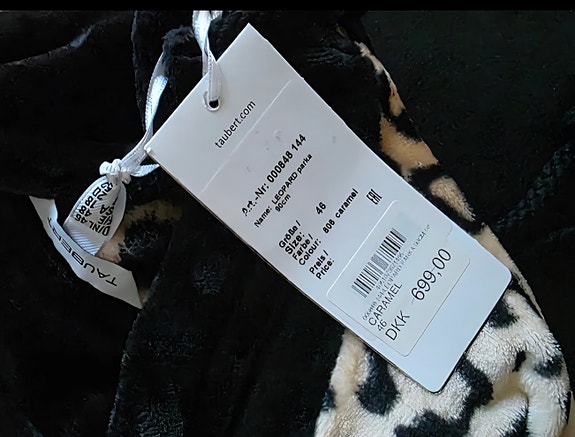 taubert.com
Art.-Nr: 000848 144
Name: LEOPARD parka
90cm
Größe /
Size: 46
Farbe /
Colour: 806 caramel
Preis /
Price:
EAC
CARAMEL
46
DKK 699,00
TAUBERT